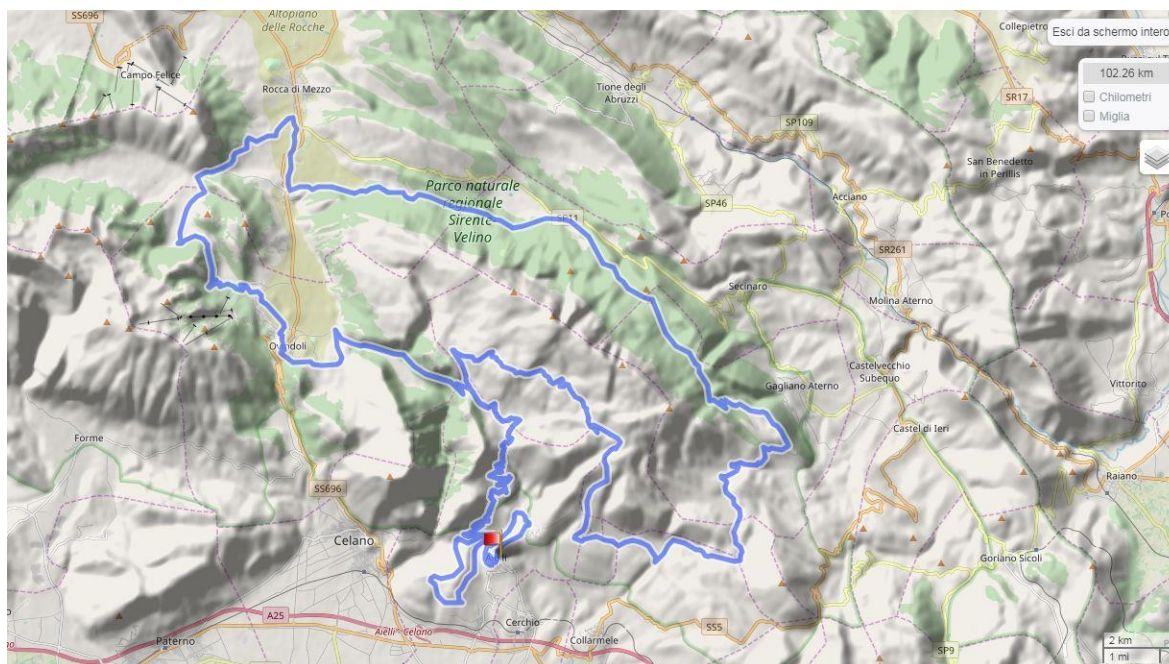 SS696
Altopiano
delle Rocche
Collepietro
Esci da schermo intero
Campo Felice
Rocca di Mezzo
Tione degli
Abruzzi
102.26 km
Chilometri
Miglia
SR17
SP109
San Benedetto
in Perillis
Parco naturale
regionale
Sirente
Velino
SP11
SP46
Acciano
SR261
Secinaro
Molina Aterno
Ovindoli
Castelvecchio
Subequo
Gagliano Aterno
Vittorito
Castel di Ieri
Forme
Raiano
SS696
Celano
Goriano Sicoli
A25
Aielli - Celano
Cerchio
Collarmele
SS5
Paterno
SP9
2 km
1 mi